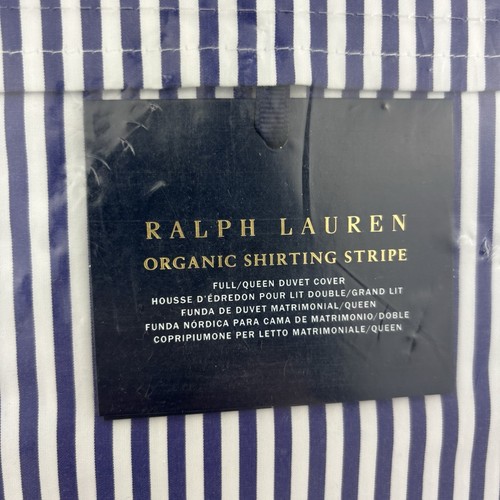 RALPH LAUREN
ORGANIC SHIRTING STRIPE
FULL/QUEEN DUVET COVER
HOUSSE D'ÉDREDON POUR LIT DOUBLE/GRAND LIT
FUNDA DE DUVET MATRIMONIAL/QUEEN
FUNDA NÓRDICA PARA CAMA DE MATRIMONIO/DOBLE
COPRIPIUMONE PER LETTO MATRIMONIALE/QUEEN